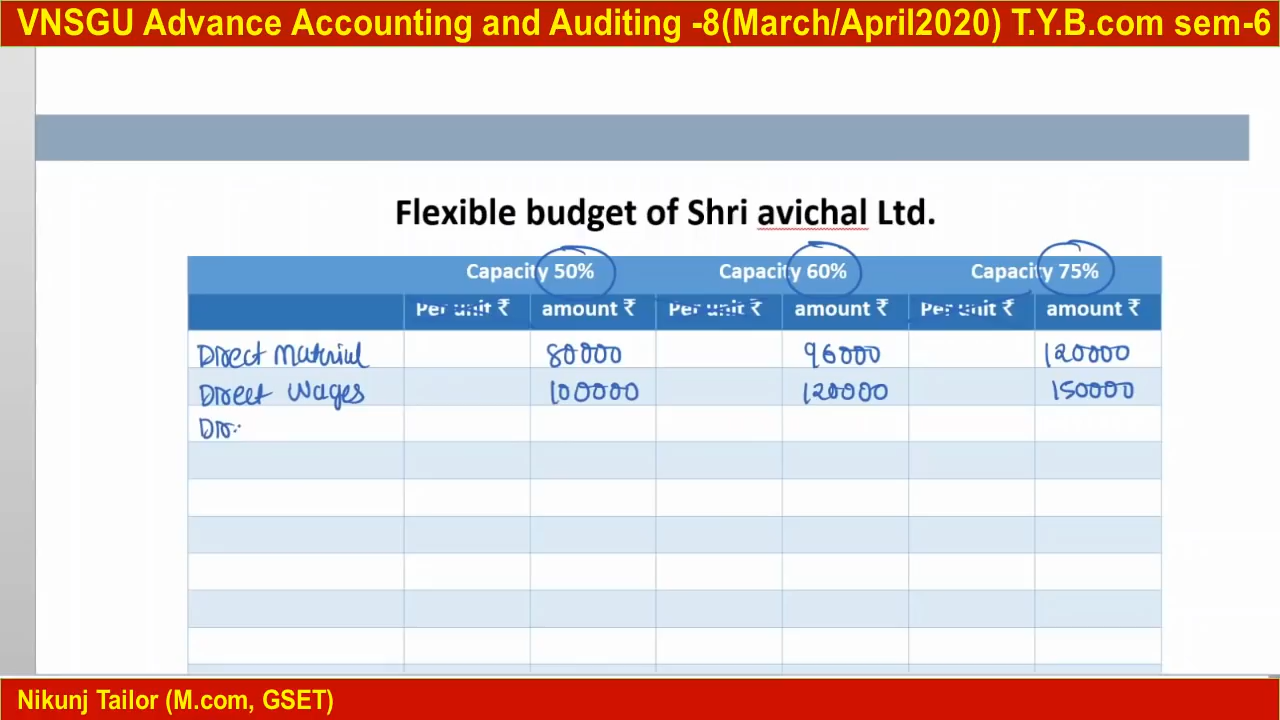 VNSGU Advance Accounting and Auditing -8(March/April2020) T.Y.B.com sem-6
Flexible budget of Shri avichal Ltd.
Capacity 50% Capacity 60% Capacity 75%
Per unit ₹ amount ₹ Per unit ₹ amount ₹ Per unit ₹ amount ₹
Direct Material 80000 96000 120000
Direct Wages 100000 120000 150000
Dir
Nikunj Tailor (M.com, GSET)